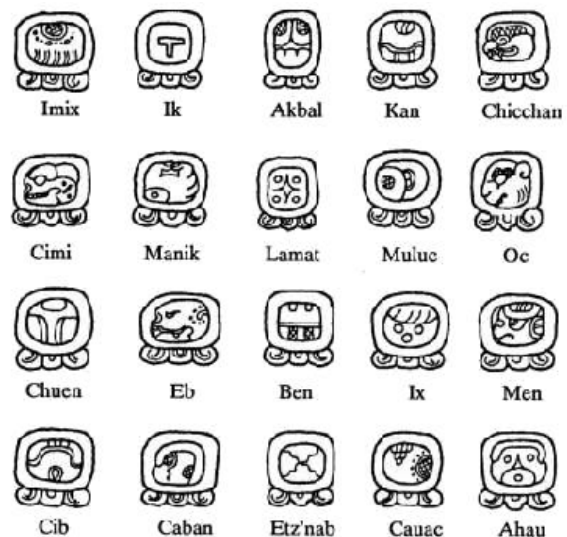 Imix Ik Akbal Kan Chicchan
Cimi Manik Lamat Muluc Oc
Chuen Eb Ben Ix Men
Cib Caban Etz'nab Cauac Ahau